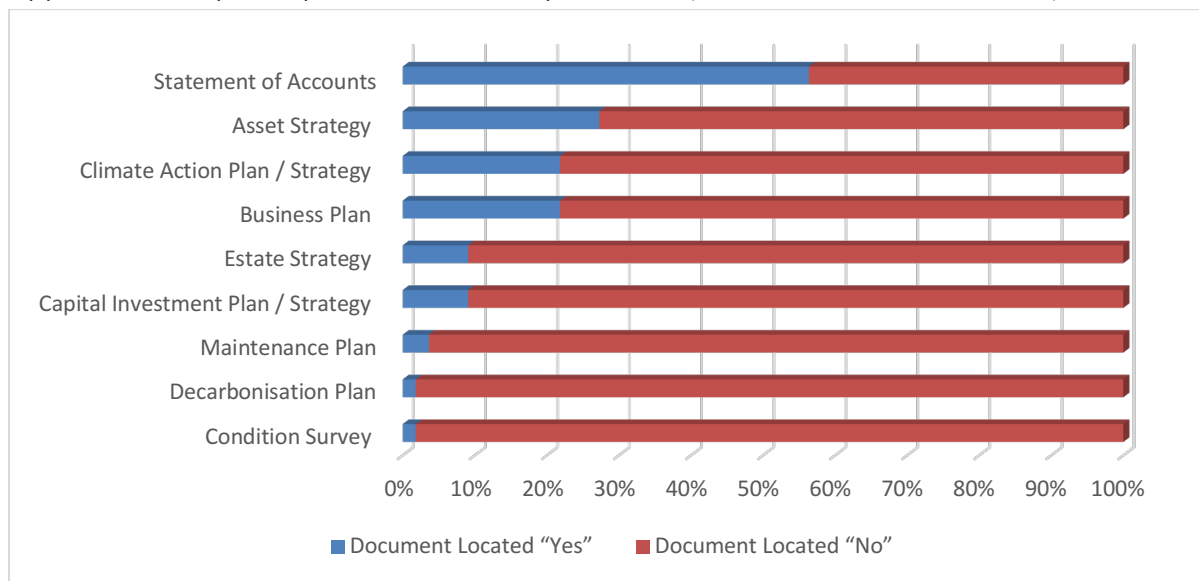 Statement of Accounts
Asset Strategy
Climate Action Plan / Strategy
Business Plan
Estate Strategy
Capital Investment Plan / Strategy
Maintenance Plan
Decarbonisation Plan
Condition Survey
0% 10% 20% 30% 40% 50% 60% 70% 80% 90% 100%
Document Located “Yes” Document Located “No”